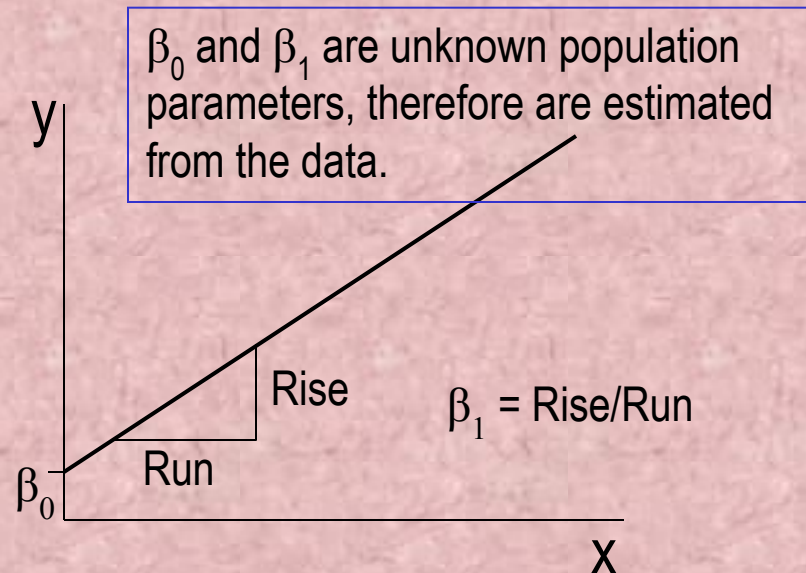 β₀ and β₁ are unknown population
parameters, therefore are estimated
from the data.
y
Rise
β₁ = Rise/Run
Run
β₀
x